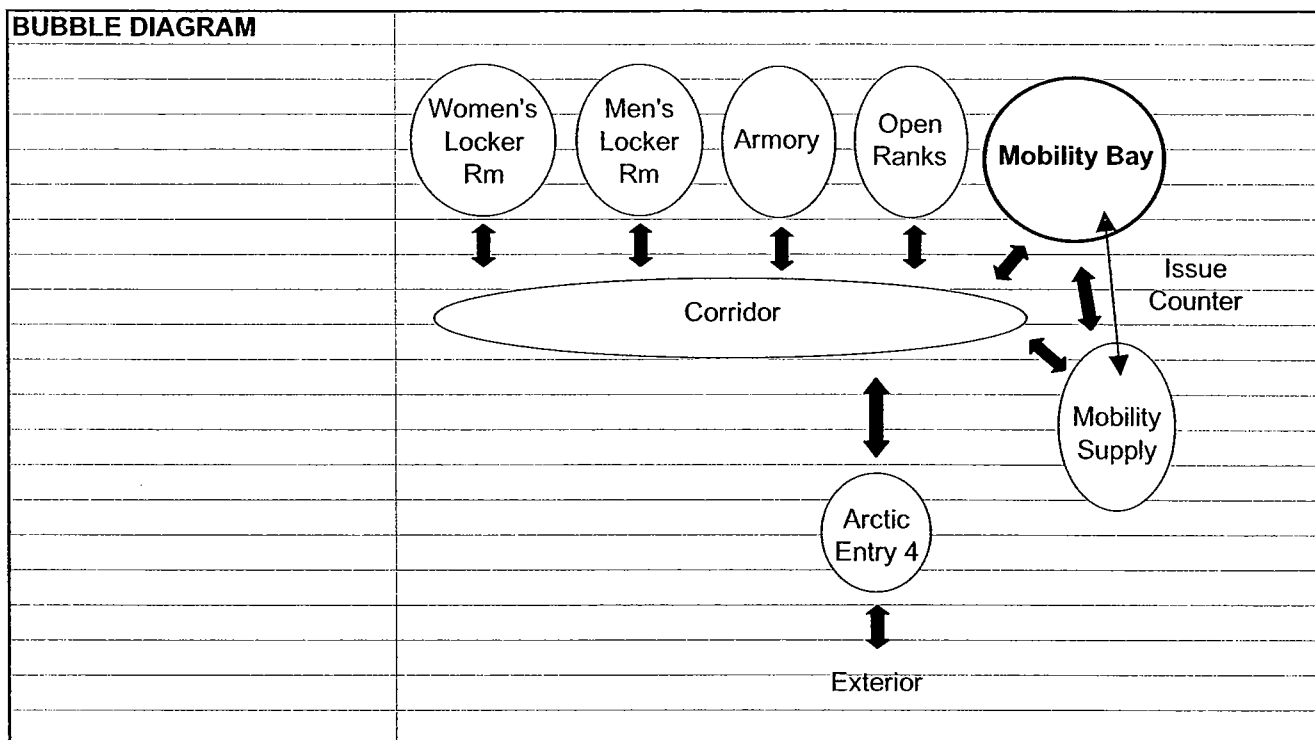 BUBBLE DIAGRAM
Women's
Locker
Rm
Men's
Locker
Rm
Armory
Open
Ranks
Mobility Bay
Issue
Counter
Corridor
Mobility
Supply
Arctic
Entry 4
Exterior